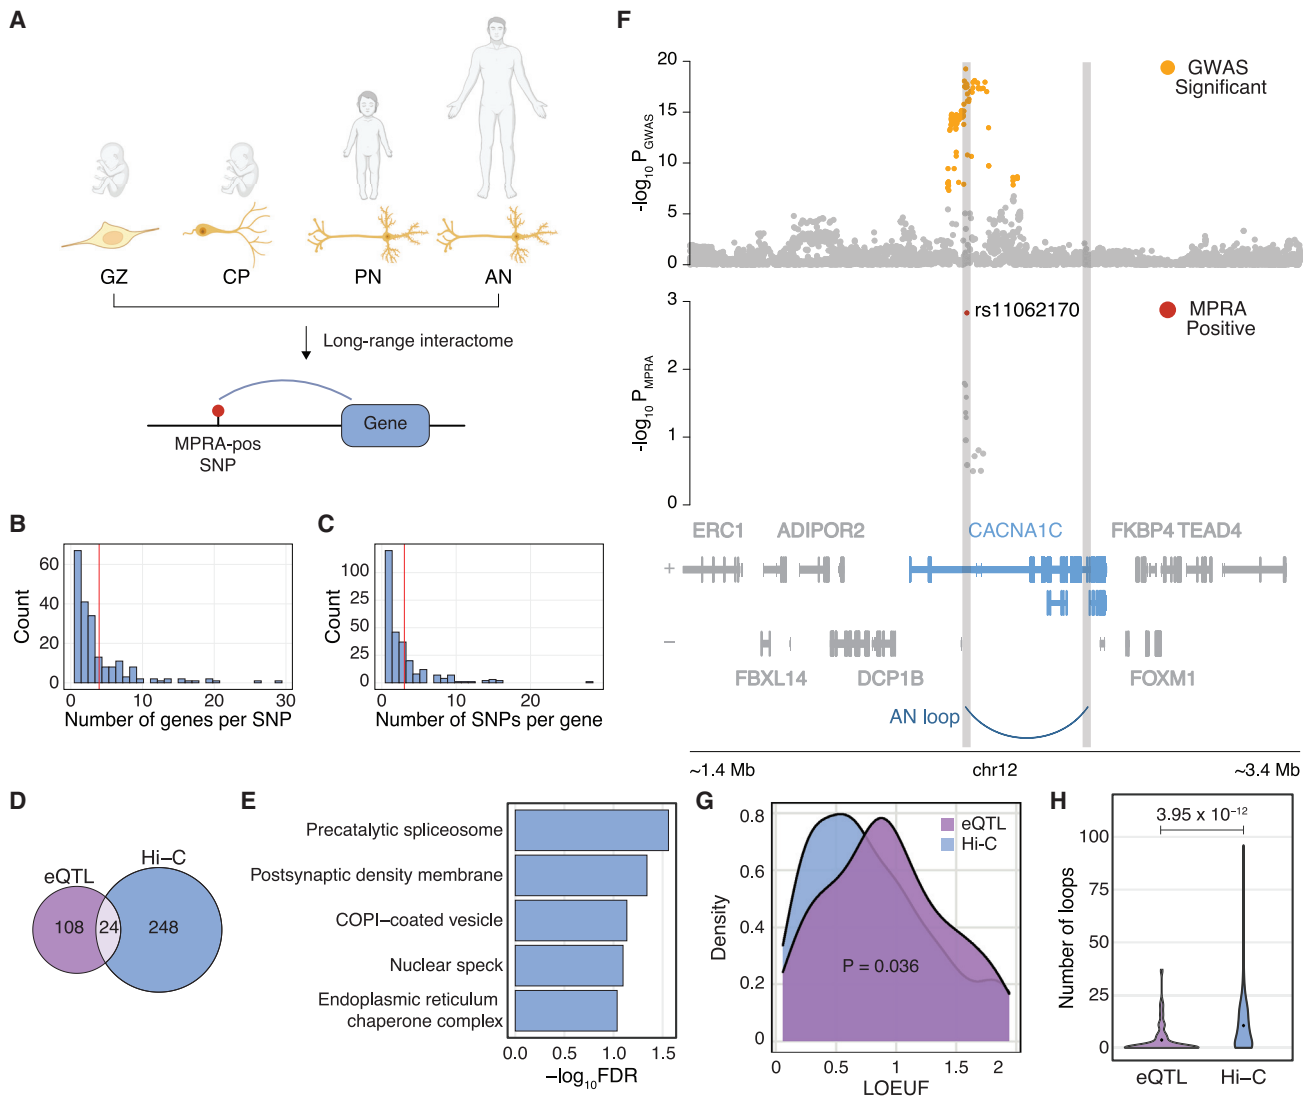 A
GZ CP PN AN
Long-range interactome
MPRA-pos
SNP
Gene
B
Count
60
40
20
0
0 10 20 30
Number of genes per SNP
C
Count
100
25
50
25
0
0 10 20
Number of SNPs per gene
D
eQTL
Hi–C
108 24 248
E
Precatalytic spliceosome
Postsynaptic density membrane
COPI–coated vesicle
Nuclear speck
Endoplasmic reticulum
chaperone complex
0.0 0.5 1.0 1.5
–log10FDR
F
-log10 PGWAS
20
15
10
5
0
GWAS
Significant
-log10 PMPRA
3
2
1
0
rs11062170
MPRA
Positive
ERC1 ADIPOR2 CACNA1C FKBP4 TEAD4
+
–
FBXL14 DCP1B FOXM1
AN loop
~1.4 Mb chr12 ~3.4 Mb
G
Density
0.8
0.6
0.4
0.2
0
eQTL
Hi-C
P = 0.036
0 0.5 1 1.5 2
LOEUF
H
Number of loops
100
75
50
25
0
3.95 x 10–12
eQTL Hi–C